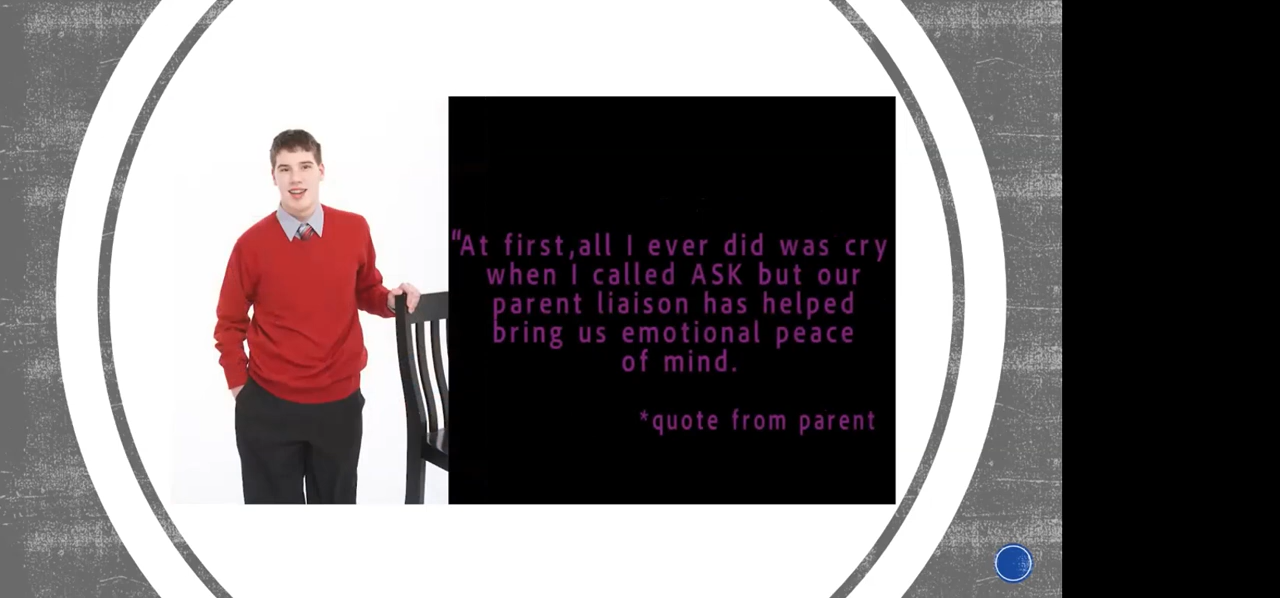 “At first,all I ever did was cry
when I called ASK but our
parent liaison has helped
bring us emotional peace
of mind.
*quote from parent